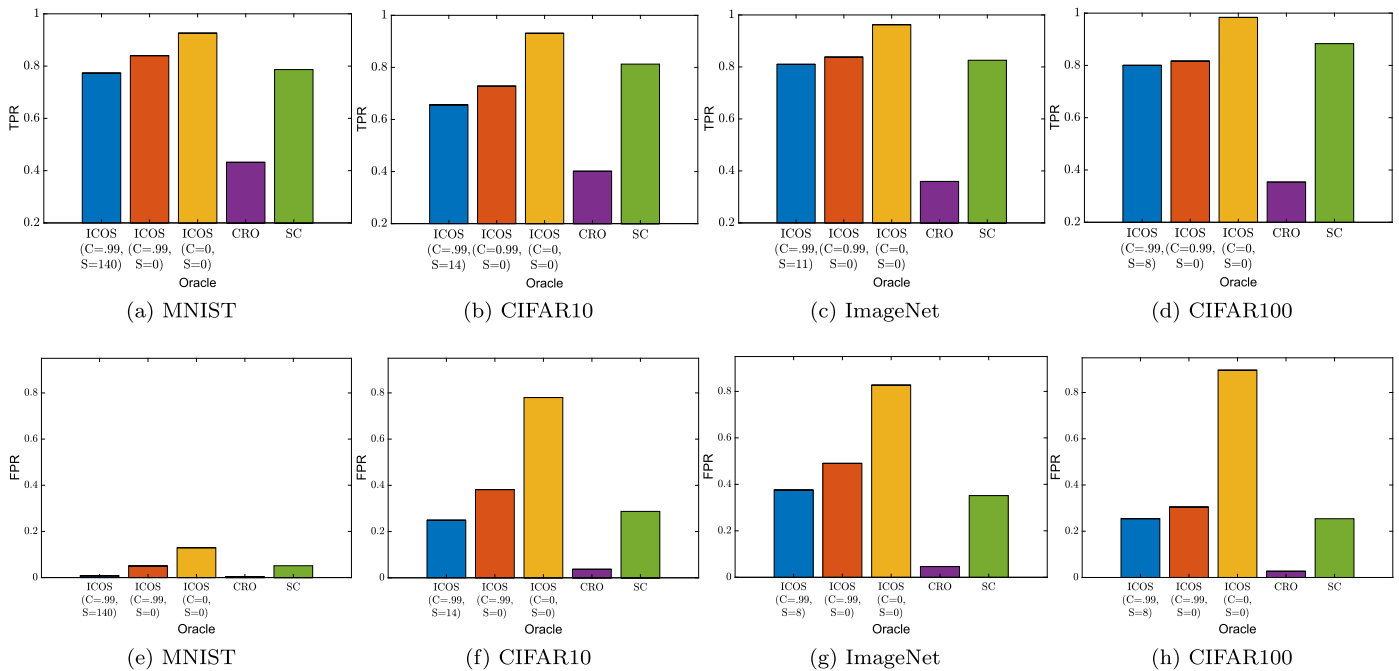 TPR
1
0.8
0.6
0.4
0.2
ICOS ICOS ICOS CRO SC
(C=.99, (C=.99, (C=0,
S=140) S=0) S=0)
Oracle
(a) MNIST
TPR
1
0.8
0.6
0.4
0.2
ICOS ICOS ICOS CRO SC
(C=.99, (C=0.99, (C=0,
S=14) S=0) S=0)
Oracle
(b) CIFAR10
TPR
1
0.8
0.6
0.4
0.2
ICOS ICOS ICOS CRO SC
(C=.99, (C=0.99, (C=0,
S=11) S=0) S=0)
Oracle
(c) ImageNet
TPR
1
0.8
0.6
0.4
0.2
ICOS ICOS ICOS CRO SC
(C=.99, (C=0.99, (C=0,
S=8) S=0) S=0)
Oracle
(d) CIFAR100
FPR
0.8
0.6
0.4
0.2
0
ICOS ICOS ICOS CRO SC
(C=.99, (C=.99, (C=0,
S=140) S=0) S=0)
Oracle
(e) MNIST
FPR
0.8
0.6
0.4
0.2
0
ICOS ICOS ICOS CRO SC
(C=.99, (C=.99, (C=0,
S=14) S=0) S=0)
Oracle
(f) CIFAR10
FPR
0.8
0.6
0.4
0.2
0
ICOS ICOS ICOS CRO SC
(C=.99, (C=.99, (C=0,
S=8) S=0) S=0)
Oracle
(g) ImageNet
FPR
0.8
0.6
0.4
0.2
0
ICOS ICOS ICOS CRO SC
(C=.99, (C=.99, (C=0,
S=8) S=0) S=0)
Oracle
(h) CIFAR100